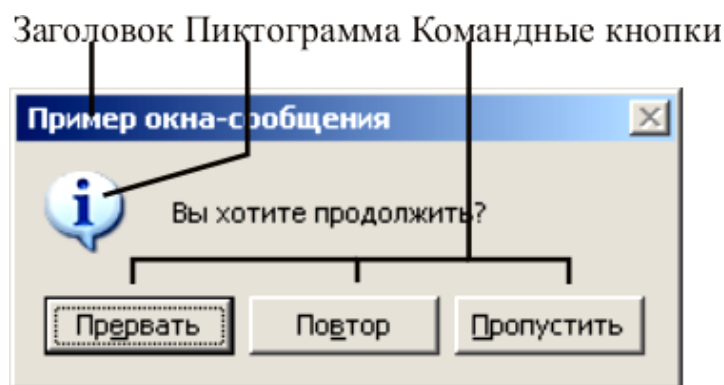 Заголовок Пиктограмма Командные кнопки
Пример окна-сообщения
Вы хотите продолжить?
Прервать Повтор Пропустить